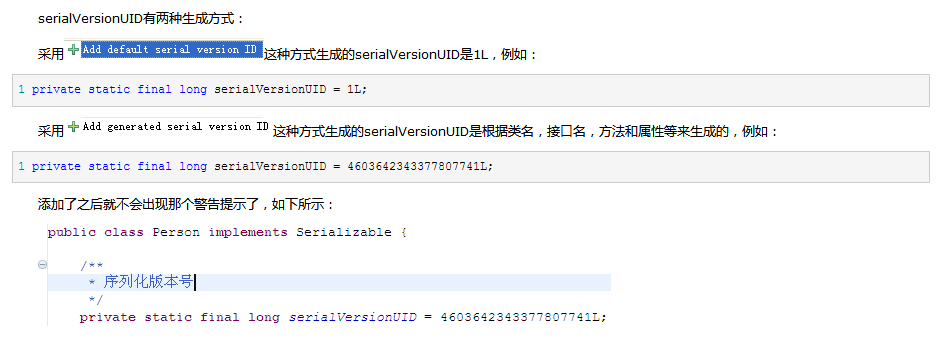 serialVersionUID有两种生成方式：
采用 Add default serial version ID 这种方式生成的serialVersionUID是1L，例如：
1 private static final long serialVersionUID = 1L;
采用 Add generated serial version ID 这种方式生成的serialVersionUID是根据类名，接口名，方法和属性等来生成的，例如：
1 private static final long serialVersionUID = 4603642343377807741L;
添加了之后就不会出现那个警告提示了，如下所示：
public class Person implements Serializable {
/**
* 序列化版本号
*/
private static final long serialVersionUID = 4603642343377807741L;